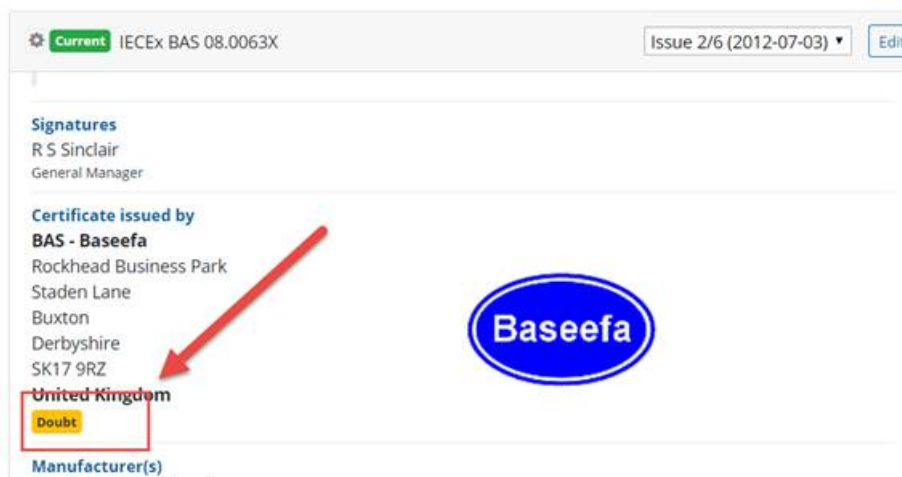 Current IECEx BAS 08.0063X Issue 2/6 (2012-07-03) Edit
Signatures
R S Sinclair
General Manager
Certificate issued by
BAS - Baseefa
Rockhead Business Park
Staden Lane
Buxton
Derbyshire
SK17 9RZ
United Kingdom
Doubt
Baseefa
Manufacturer(s)